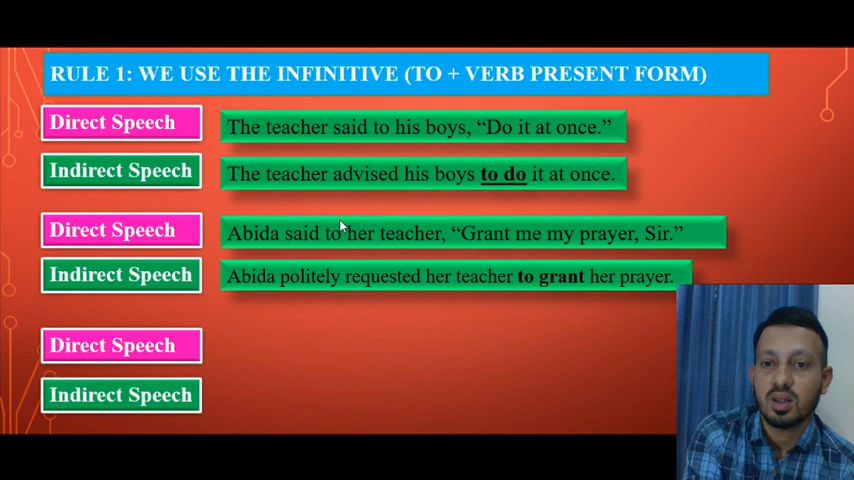 RULE 1: WE USE THE INFINITIVE (TO + VERB PRESENT FORM)
Direct Speech
The teacher said to his boys, “Do it at once.”
Indirect Speech
The teacher advised his boys to do it at once.
Direct Speech
Abida said to her teacher, “Grant me my prayer, Sir.”
Indirect Speech
Abida politely requested her teacher to grant her prayer.
Direct Speech
Indirect Speech